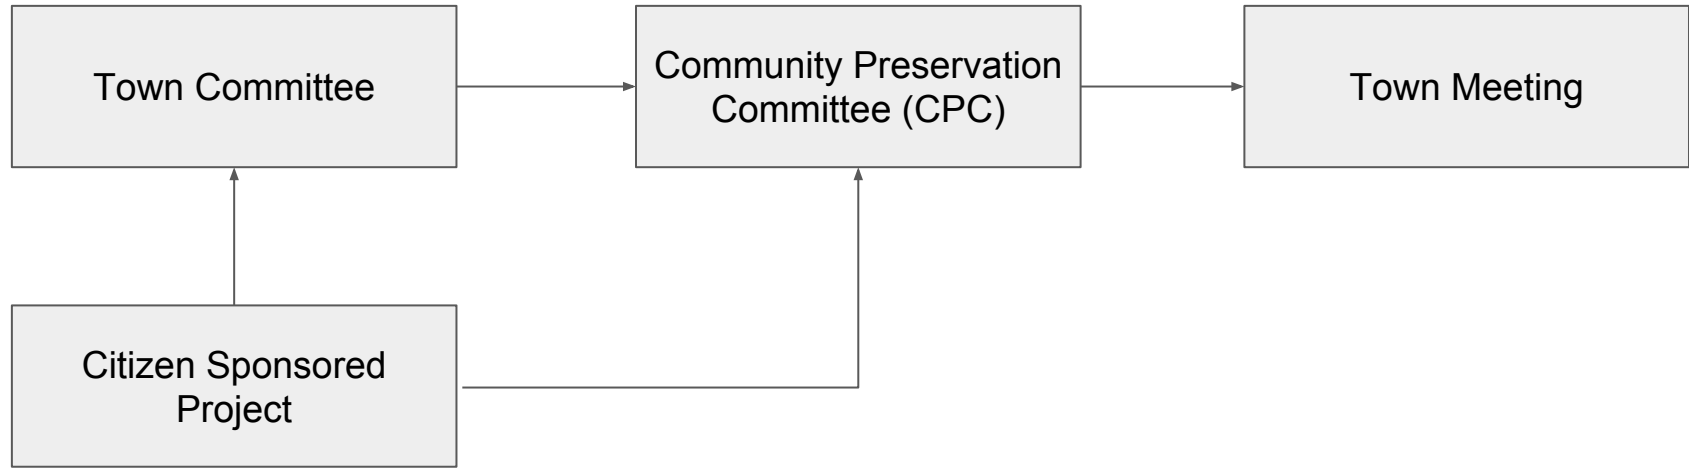 Town Committee
Community Preservation
Committee (CPC)
Town Meeting
Citizen Sponsored
Project